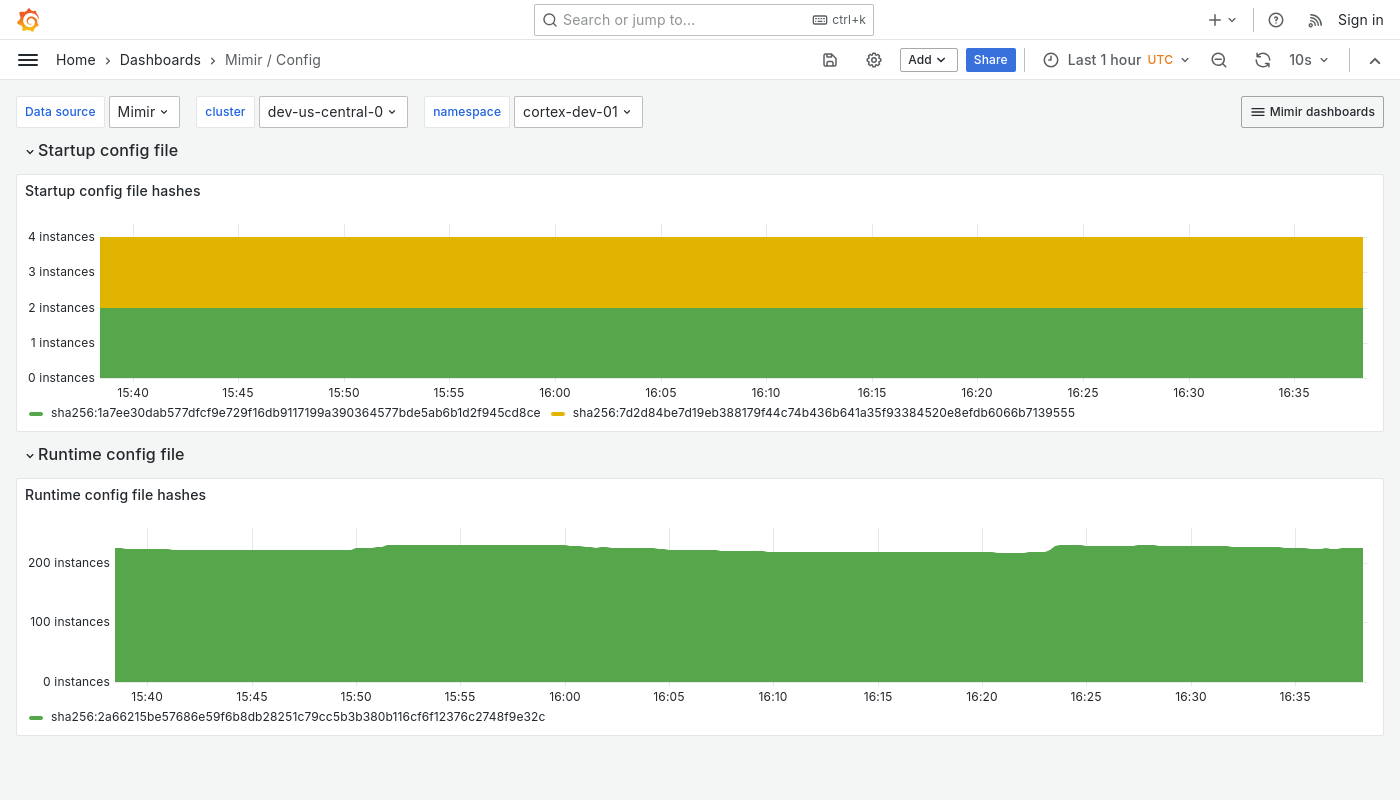 Search or jump to... ctrl+k Sign in
Home Dashboards Mimir / Config Add Share Last 1 hour UTC 10s
Data source Mimir cluster dev-us-central-0 namespace cortex-dev-01 Mimir dashboards
Startup config file
Startup config file hashes
4 instances
3 instances
2 instances
1 instances
0 instances
15:40 15:45 15:50 15:55 16:00 16:05 16:10 16:15 16:20 16:25 16:30 16:35
sha256:1a7ee30dab577dfcf9e729f16db9117199a390364577bde5ab6b1d2f945cd8ce sha256:7d2d84be7d19eb388179f44c74b436b641a35f93384520e8efdb6066b7139555
Runtime config file
Runtime config file hashes
200 instances
100 instances
0 instances
15:40 15:45 15:50 15:55 16:00 16:05 16:10 16:15 16:20 16:25 16:30 16:35
sha256:2a66215be57686e59f6b8db28251c79cc5b3b380b116cf6f12376c2748f9e32c